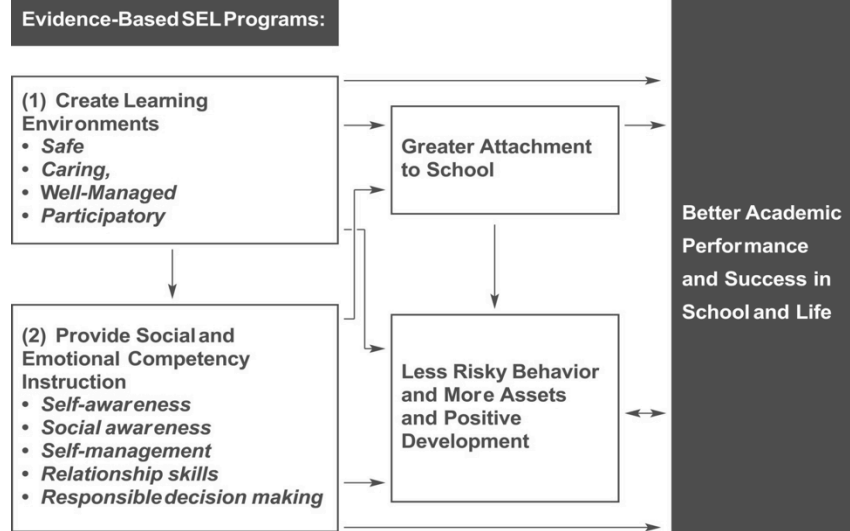 Evidence-Based SEL Programs:
(1) Create Learning
Environments
• Safe
• Caring,
• Well-Managed
• Participatory
(2) Provide Social and
Emotional Competency
Instruction
• Self-awareness
• Social awareness
• Self-management
• Relationship skills
• Responsible decision making
Greater Attachment
to School
Less Risky Behavior
and More Assets
and Positive
Development
Better Academic
Performance
and Success in
School and Life